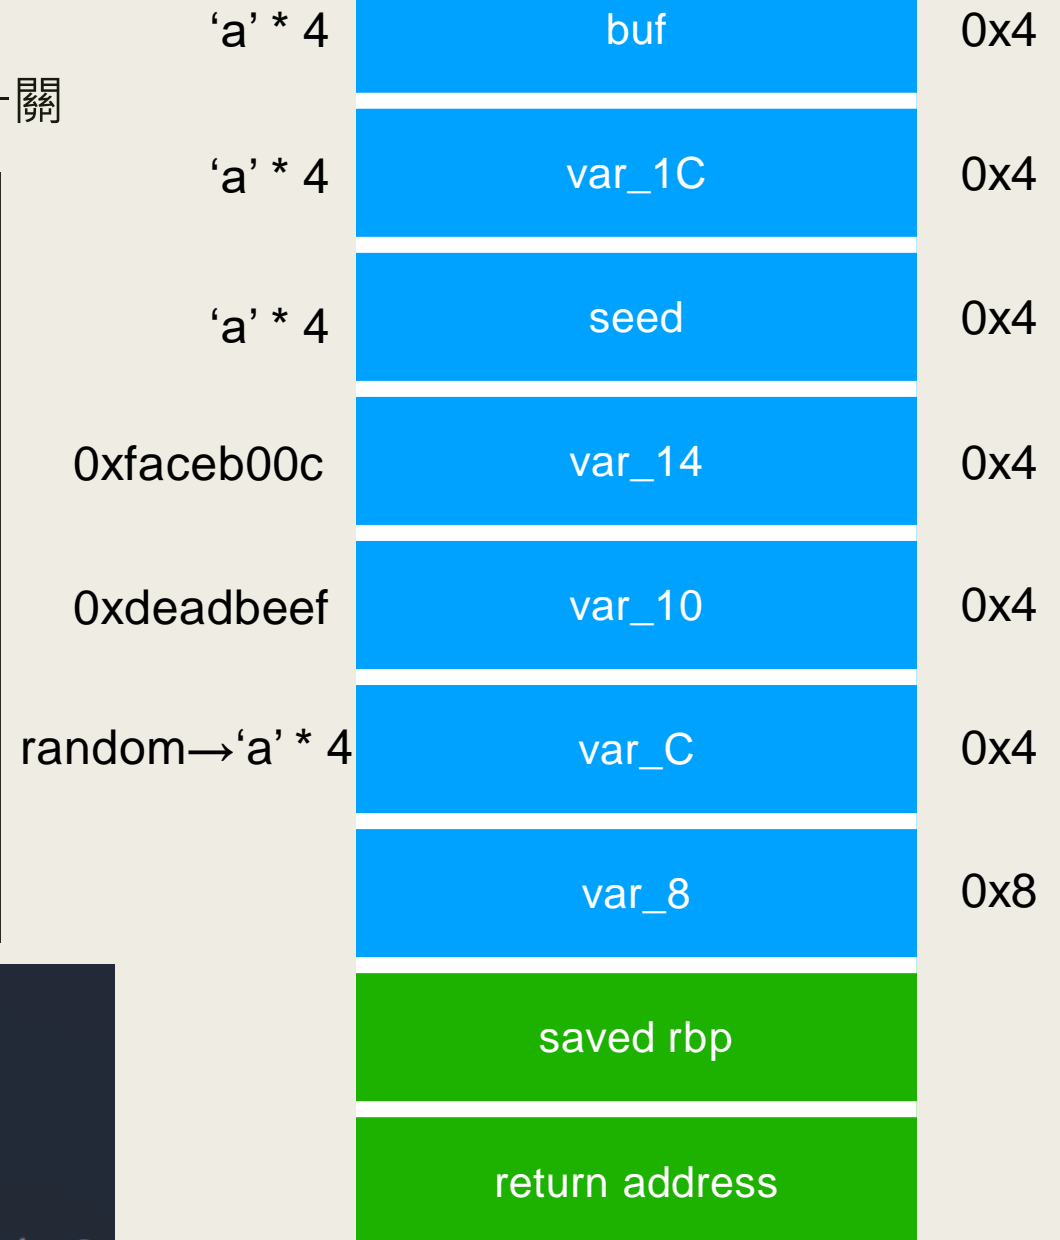 ‘a’ * 4 buf 0x4
關
‘a’ * 4 var_1C 0x4
‘a’ * 4 seed 0x4
0xfaceb00c var_14 0x4
0xdeadbeef var_10 0x4
random→‘a’ * 4 var_C 0x4
var_8 0x8
saved rbp
return address